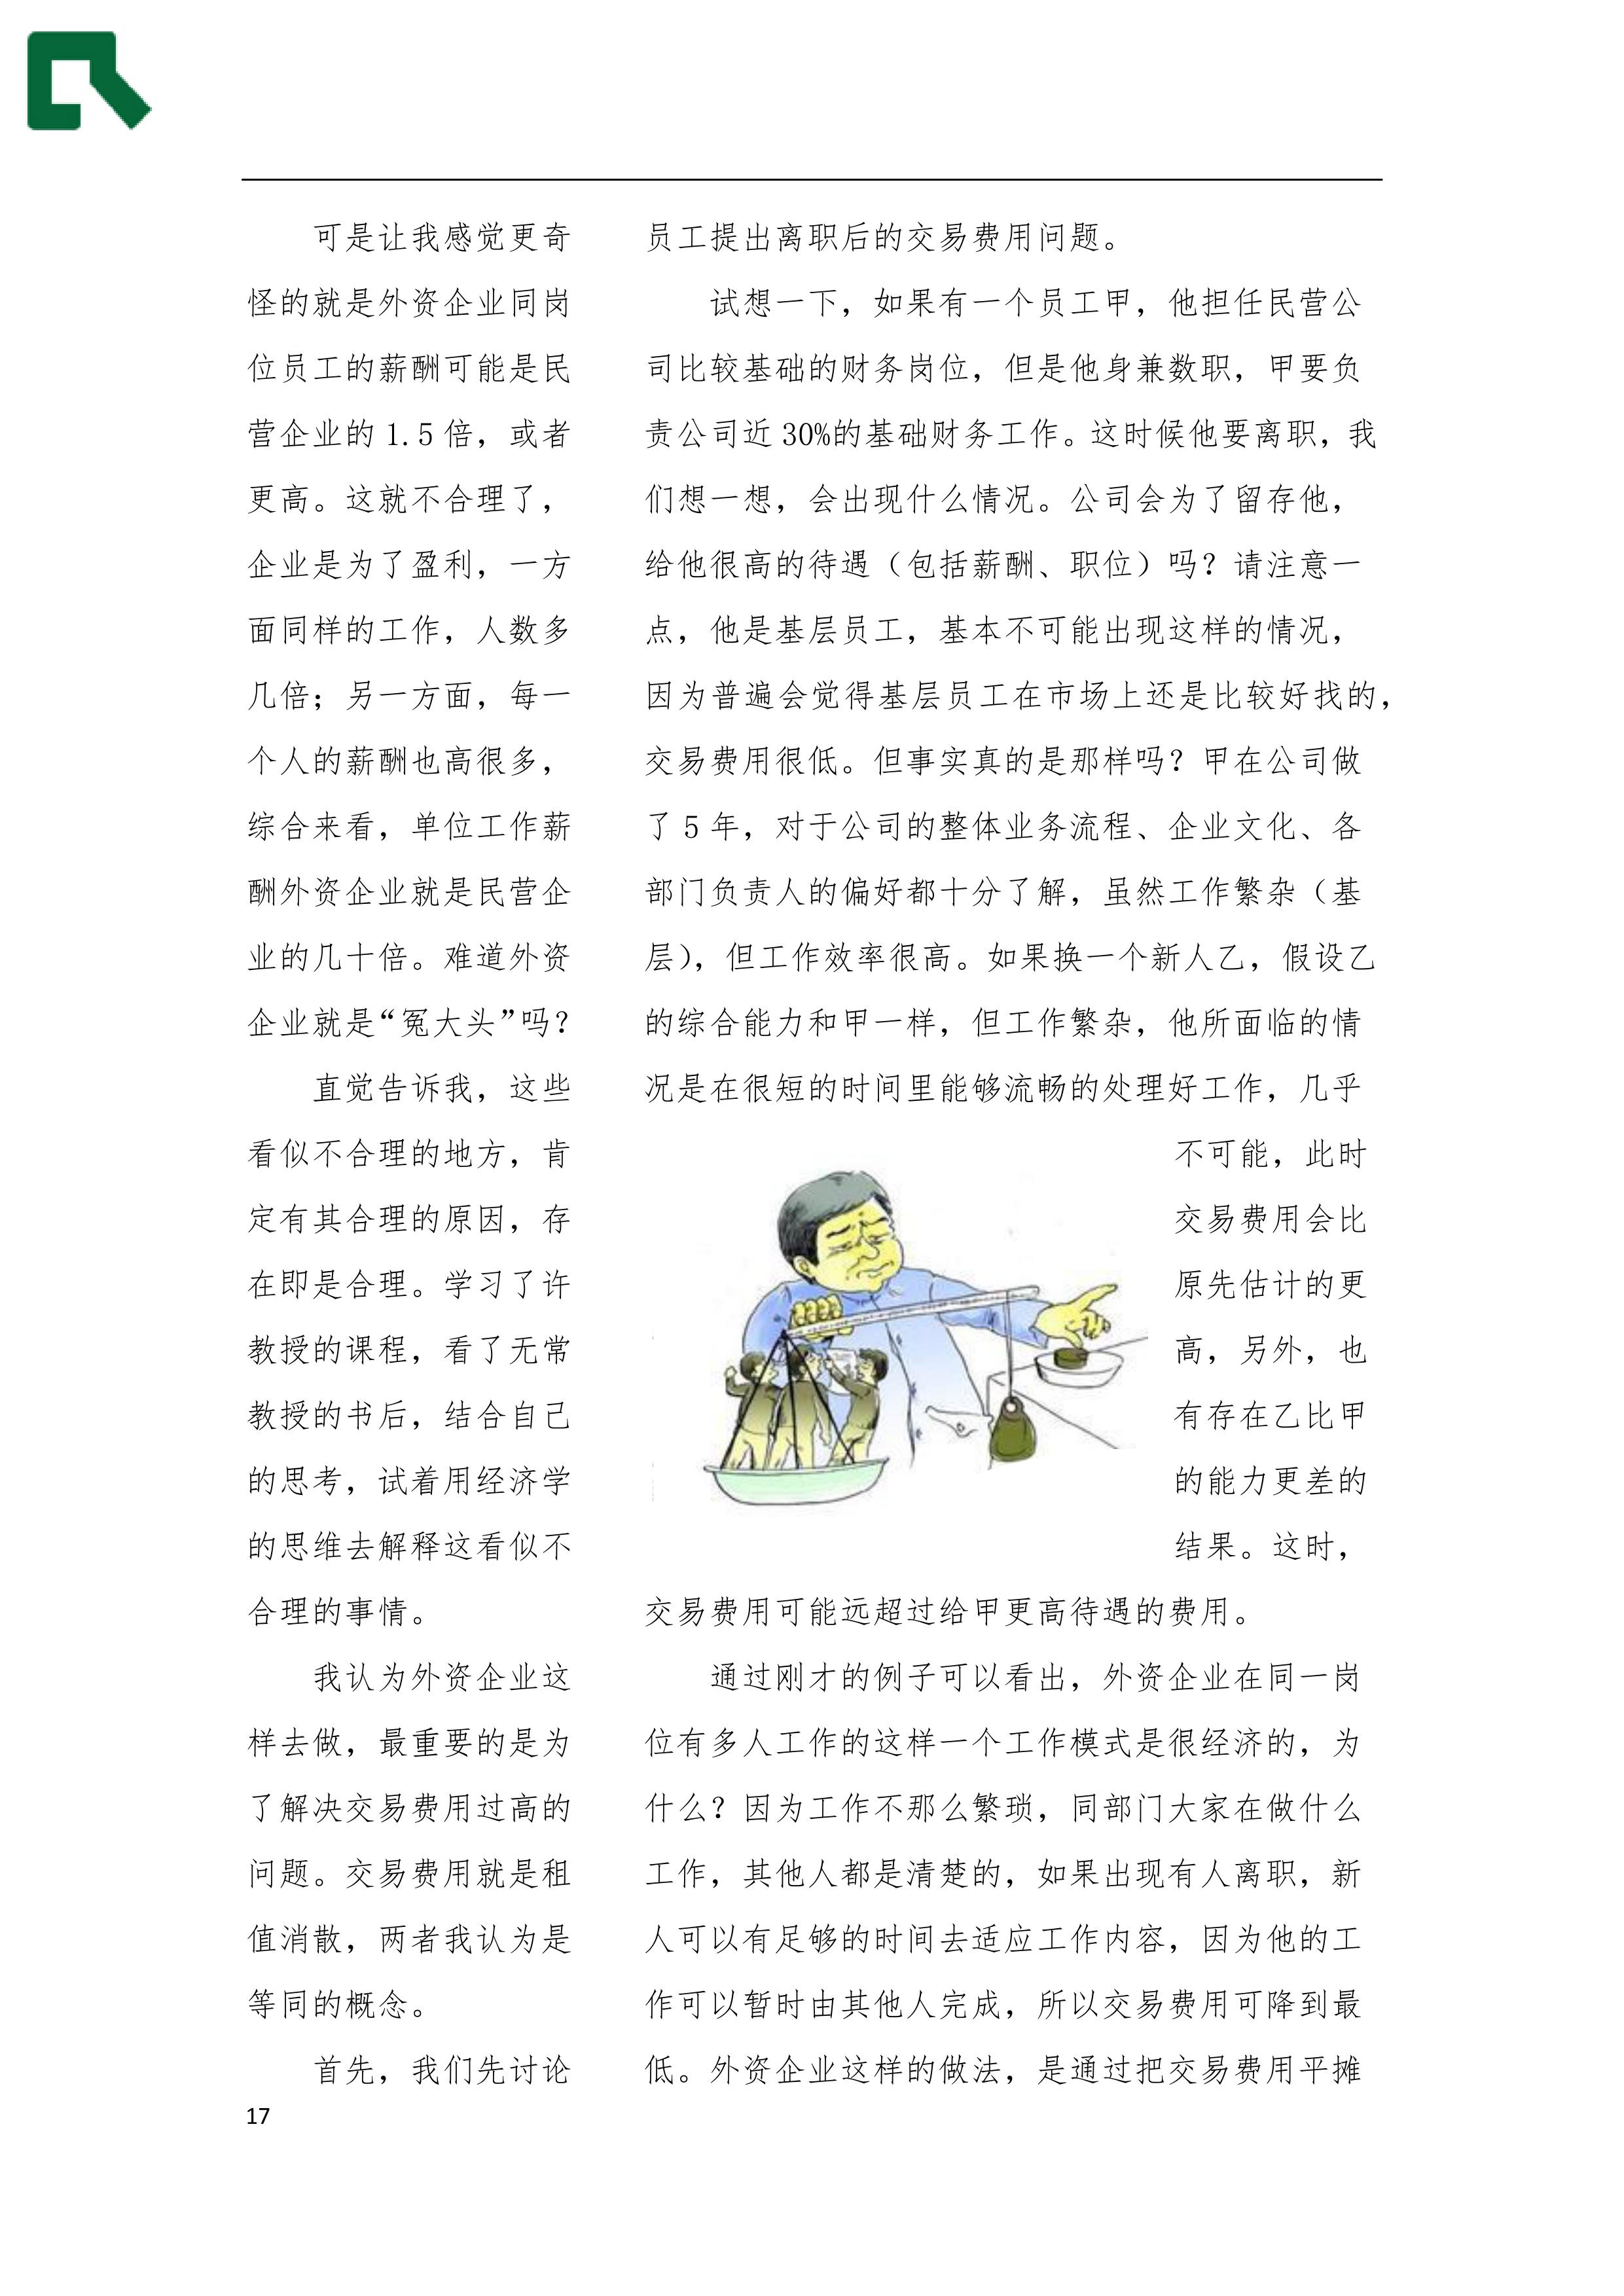 可是让我感觉更奇
怪的就是外资企业同岗
位员工的薪酬可能是民
营企业的 1.5 倍，或者
更高。这就不合理了，
企业是为了盈利，一方
面同样的工作，人数多
几倍；另一方面，每一
个人的薪酬也高很多，
综合来看，单位工作薪
酬外资企业就是民营企
业的几十倍。难道外资
企业就是“冤大头”吗？
直觉告诉我，这些
看似不合理的地方，肯
定有其合理的原因，存
在即是合理。学习了许
教授的课程，看了无常
教授的书后，结合自己
的思考，试着用经济学
的思维去解释这看似不
合理的事情。
我认为外资企业这
样去做，最重要的是为
了解决交易费用过高的
问题。交易费用就是租
值消散，两者我认为是
等同的概念。
首先，我们先讨论
员工提出离职后的交易费用问题。
试想一下，如果有一个员工甲，他担任民营公
司比较基础的财务岗位，但是他身兼数职，甲要负
责公司近 30%的基础财务工作。这时候他要离职，我
们想一想，会出现什么情况。公司会为了留存他，
给他很高的待遇（包括薪酬、职位）吗？请注意一
点，他是基层员工，基本不可能出现这样的情况，
因为普遍会觉得基层员工在市场上还是比较好找的，
交易费用很低。但事实真的是那样吗？甲在公司做
了 5 年，对于公司的整体业务流程、企业文化、各
部门负责人的偏好都十分了解，虽然工作繁杂（基
层），但工作效率很高。如果换一个新人乙，假设乙
的综合能力和甲一样，但工作繁杂，他所面临的情
况是在很短的时间里能够流畅的处理好工作，几乎
不可能，此时
交易费用会比
原先估计的更
高，另外，也
有存在乙比甲
的能力更差的
结果。这时，
交易费用可能远超过给甲更高待遇的费用。
通过刚才的例子可以看出，外资企业在同一岗
位有多人工作的这样一个工作模式是很经济的，为
什么？因为工作不那么繁琐，同部门大家在做什么
工作，其他人都是清楚的，如果出现有人离职，新
人可以有足够的时间去适应工作内容，因为他的工
作可以暂时由其他人完成，所以交易费用可降到最
低。外资企业这样的做法，是通过把交易费用平摊
17